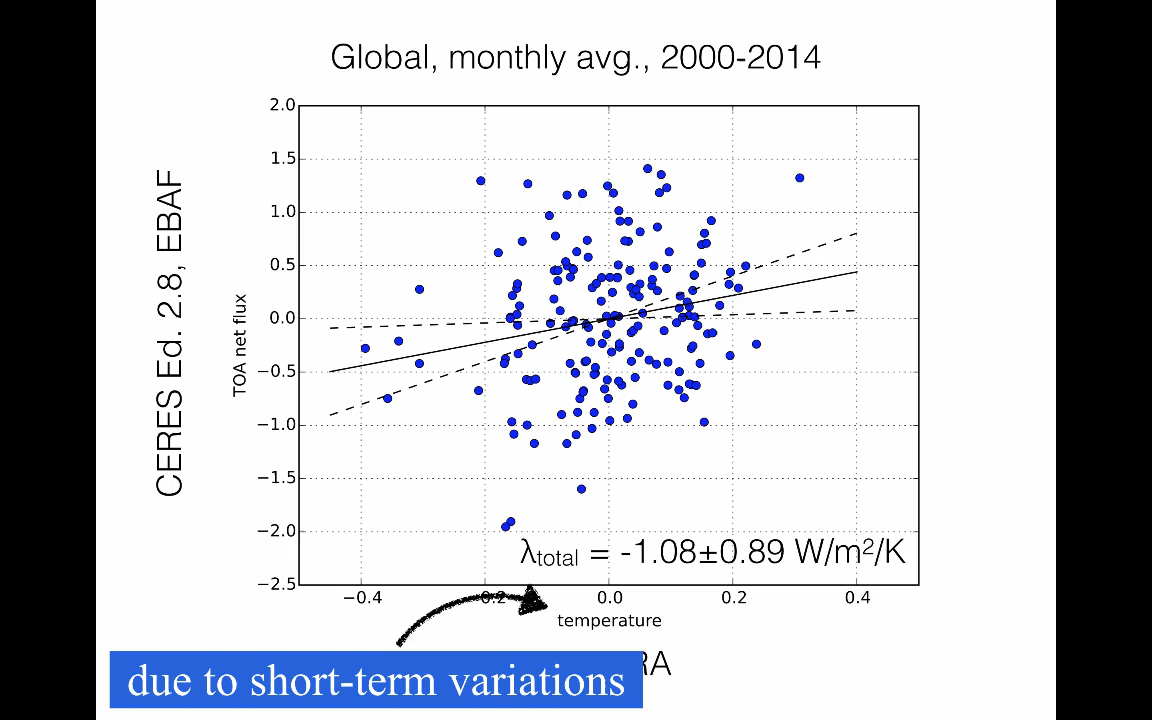 Global, monthly avg., 2000-2014
CERES Ed. 2.8, EBAF
TOA net flux
2.0
1.5
1.0
0.5
0.0
−0.5
−1.0
−1.5
−2.0
−2.5
λtotal = -1.08±0.89 W/m²/K
−0.4
0.0
0.2
0.4
temperature
due to short-term variations